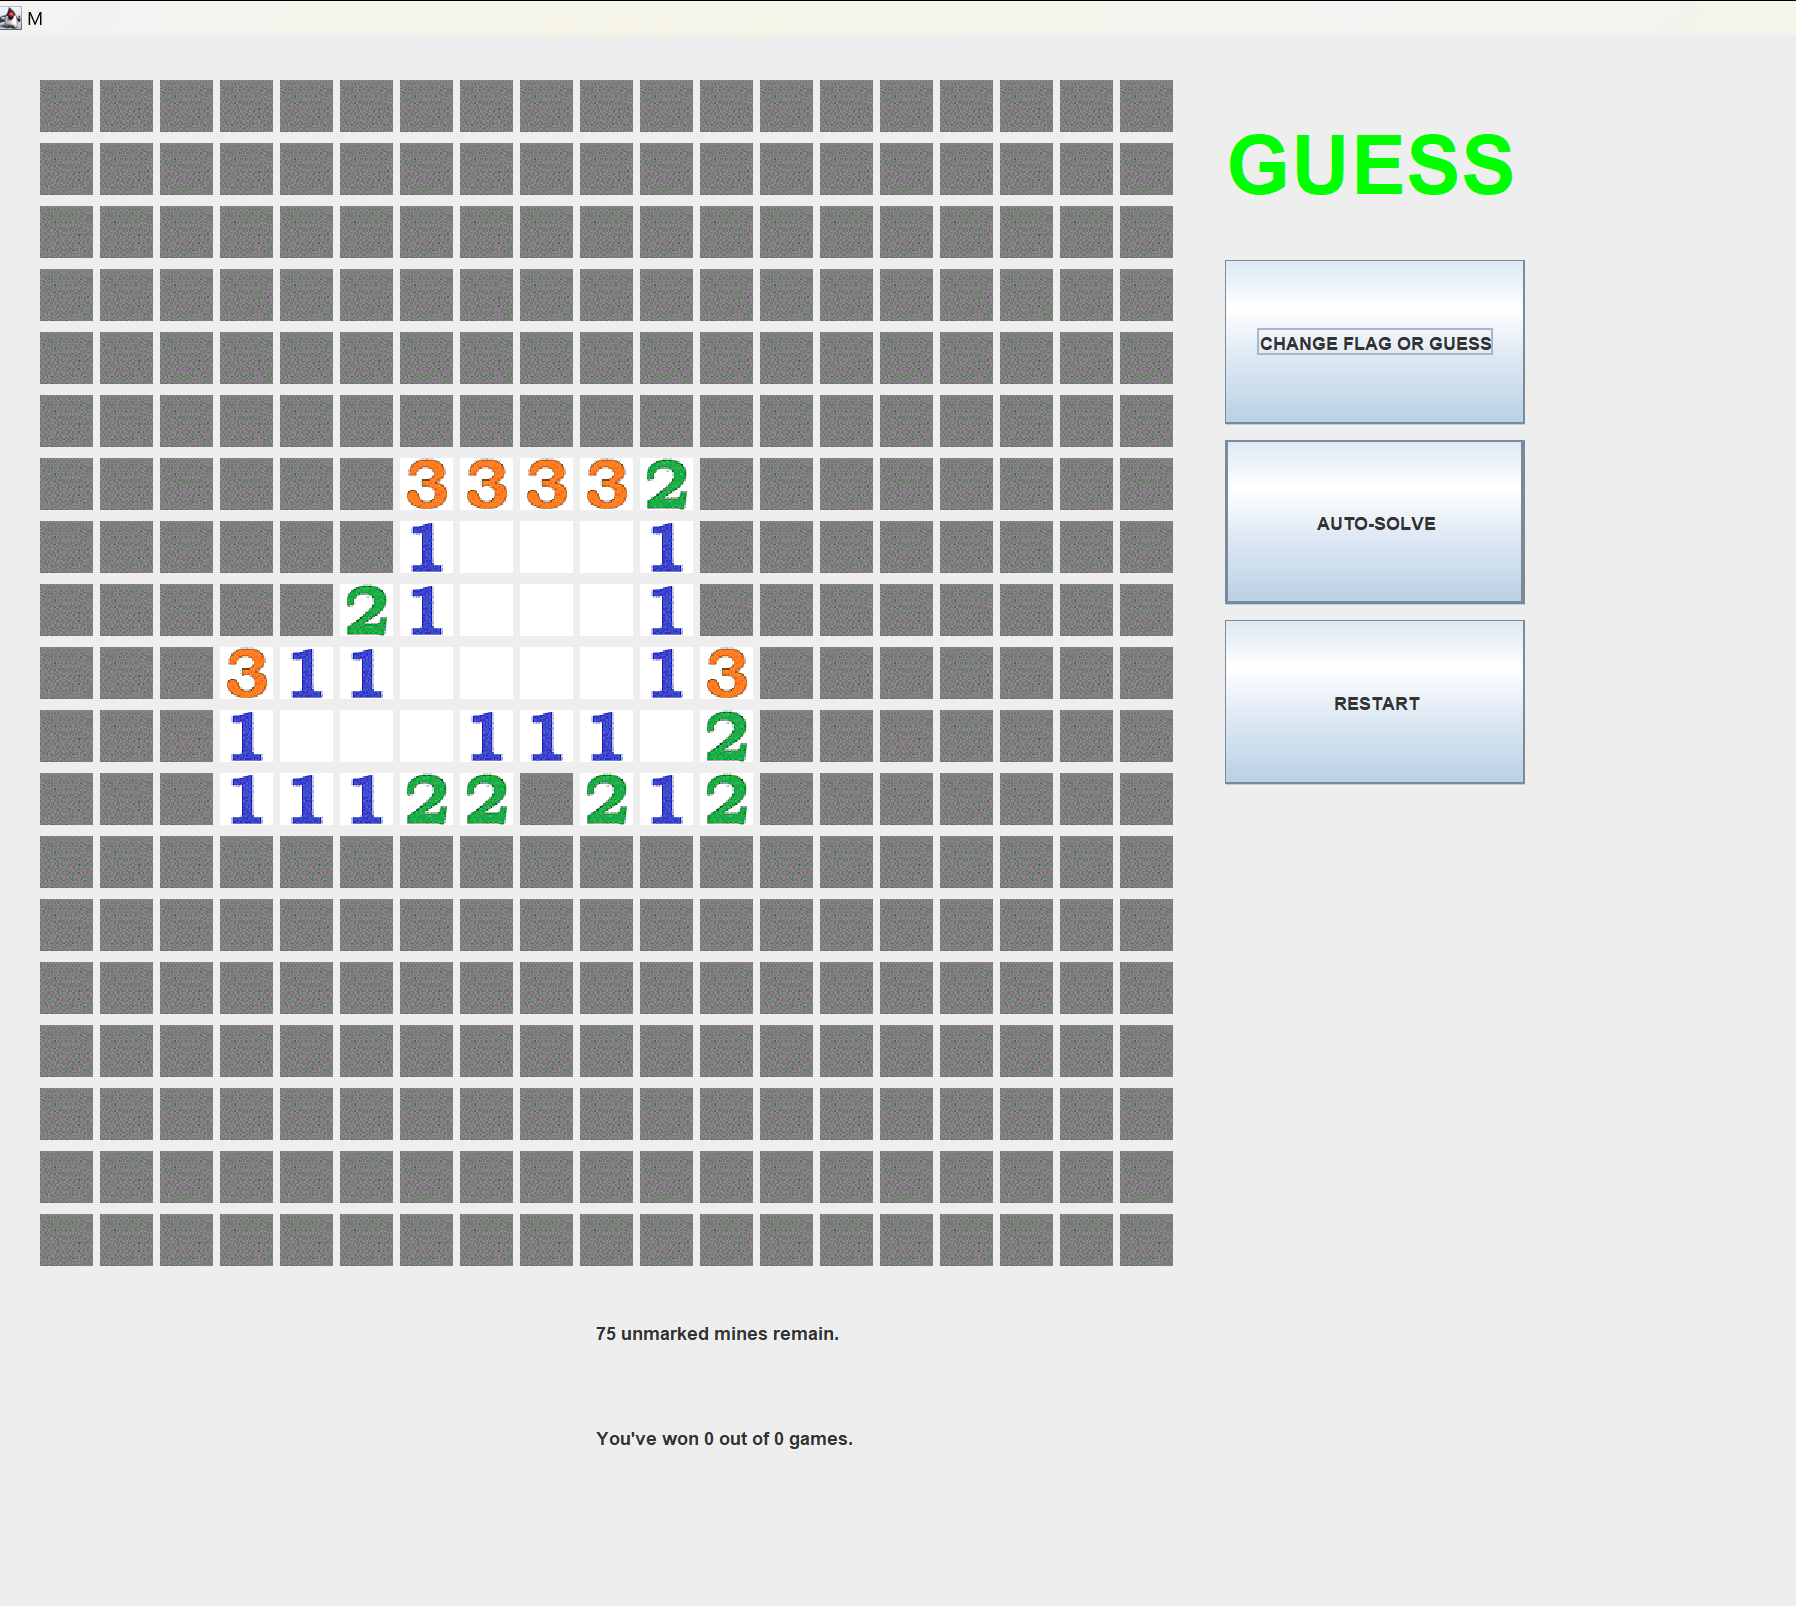 M
GUESS
CHANGE FLAG OR GUESS
3 3 3 3 2
AUTO-SOLVE
1 1
2 1 1
3 1 1 1 3
RESTART
1 1 1 1 2
1 1 1 2 2 2 1 2
75 unmarked mines remain.
You've won 0 out of 0 games.